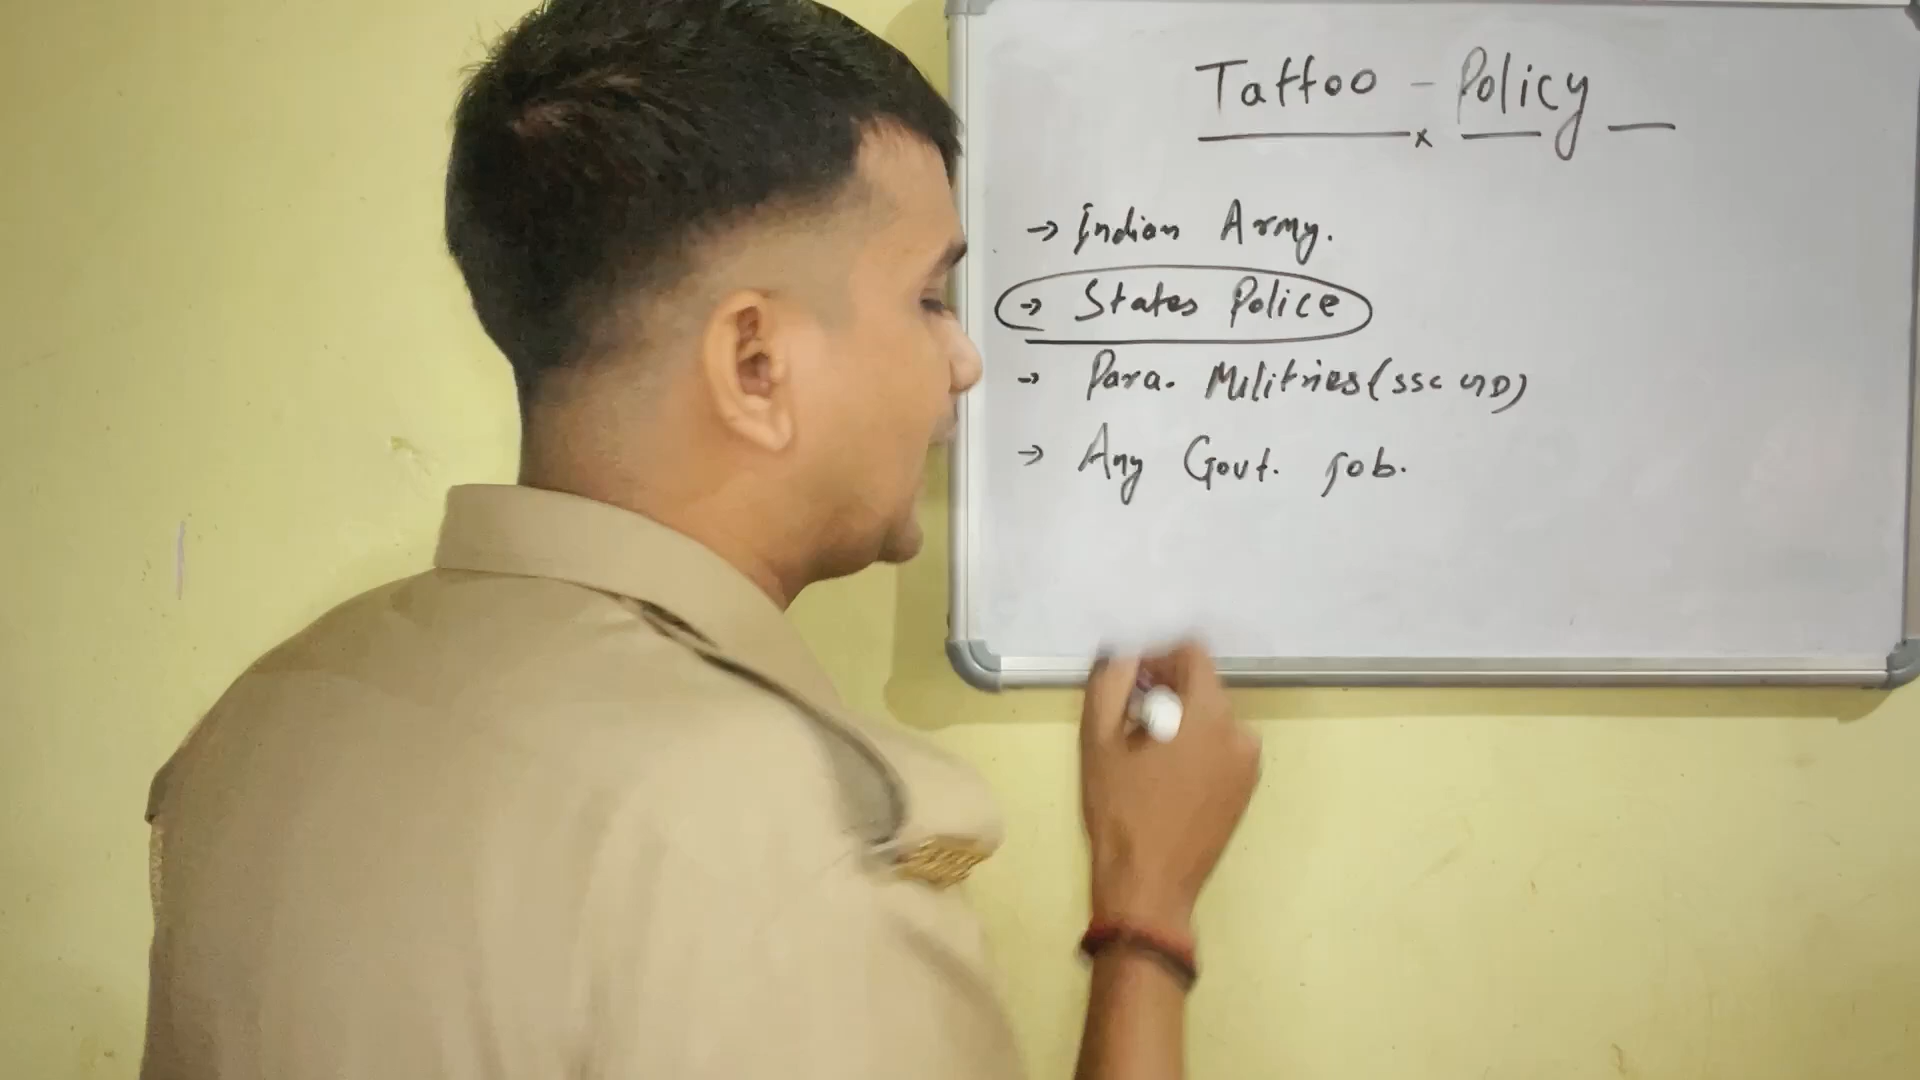 Tattoo - Policy
→ Indian Army.
→ States Police
→ Para. Militries (SSC GD)
→ Any Govt. Job.